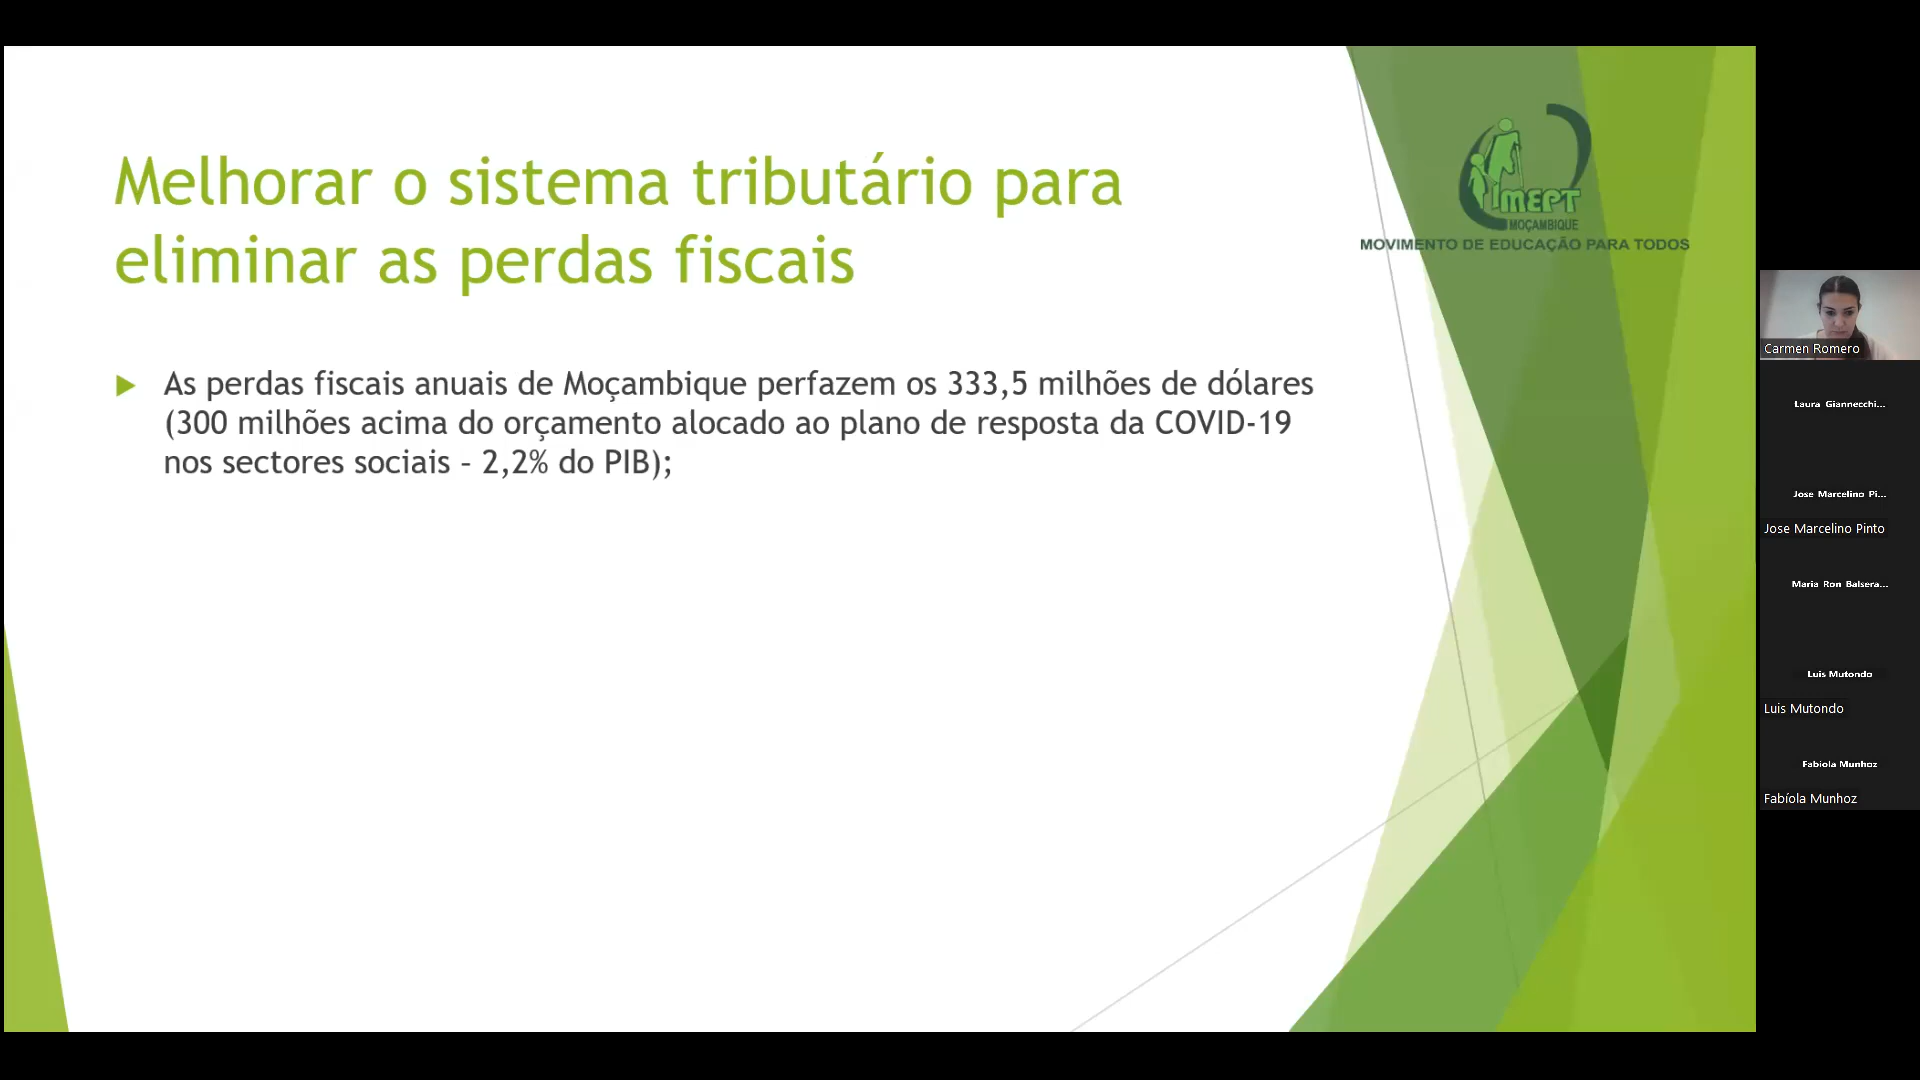 Melhorar o sistema tributário para
eliminar as perdas fiscais
As perdas fiscais anuais de Moçambique perfazem os 333,5 milhões de dólares
(300 milhões acima do orçamento alocado ao plano de resposta da COVID-19
nos sectores sociais – 2,2% do PIB);
MEPT
MOÇAMBIQUE
MOVIMENTO DE EDUCAÇÃO PARA TODOS
Carmen Romero
Laura Giannecchi...
Jose Marcelino Pi...
Jose Marcelino Pinto
Maria Ron Balsera...
Luis Mutondo
Luis Mutondo
Fabíola Munhoz
Fabíola Munhoz